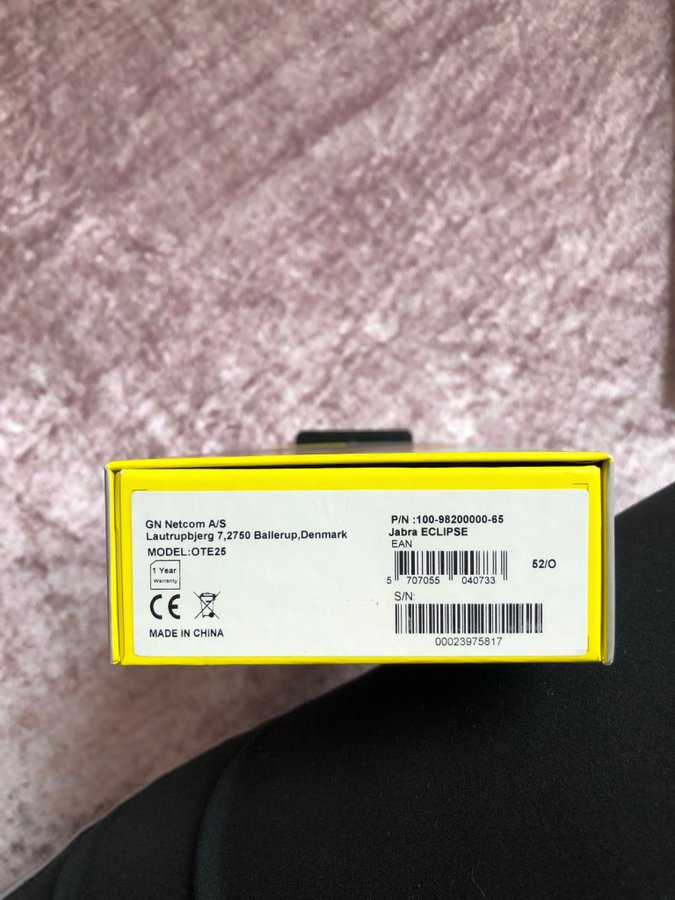 GN Netcom A/S
Lautrupbjerg 7,2750 Ballerup,Denmark
MODEL:OTE25
1 Year
Warranty
CE
MADE IN CHINA
P/N :100-98200000-65
Jabra ECLIPSE
EAN
5 707055 040733
52/O
S/N:
00023975817